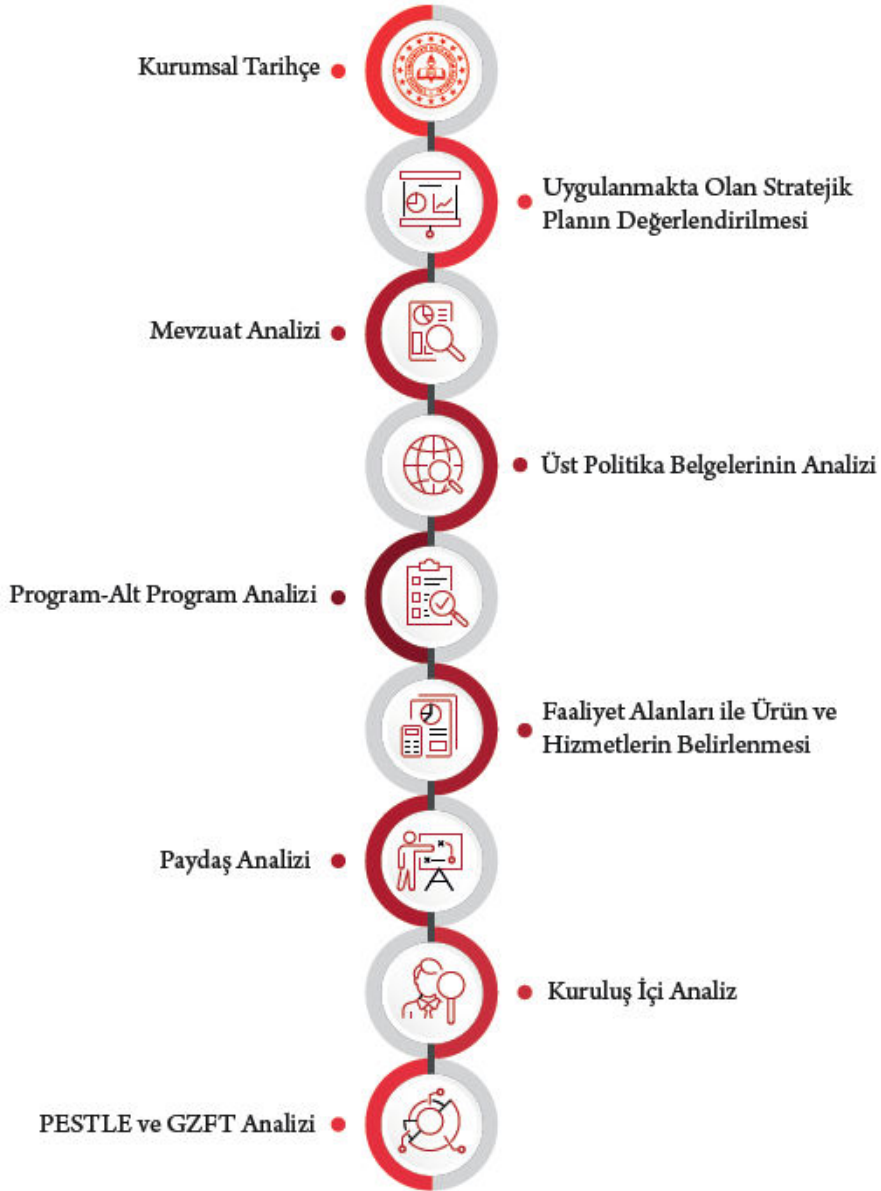 Kurumsal Tarihçe
Uygulanmakta Olan Stratejik
Planın Değerlendirilmesi
Mevzuat Analizi
Üst Politika Belgelerinin Analizi
Program-Alt Program Analizi
Faaliyet Alanları ile Ürün ve
Hizmetlerin Belirlenmesi
Paydaş Analizi
Kuruluş İçi Analiz
PESTLE ve GZFT Analizi